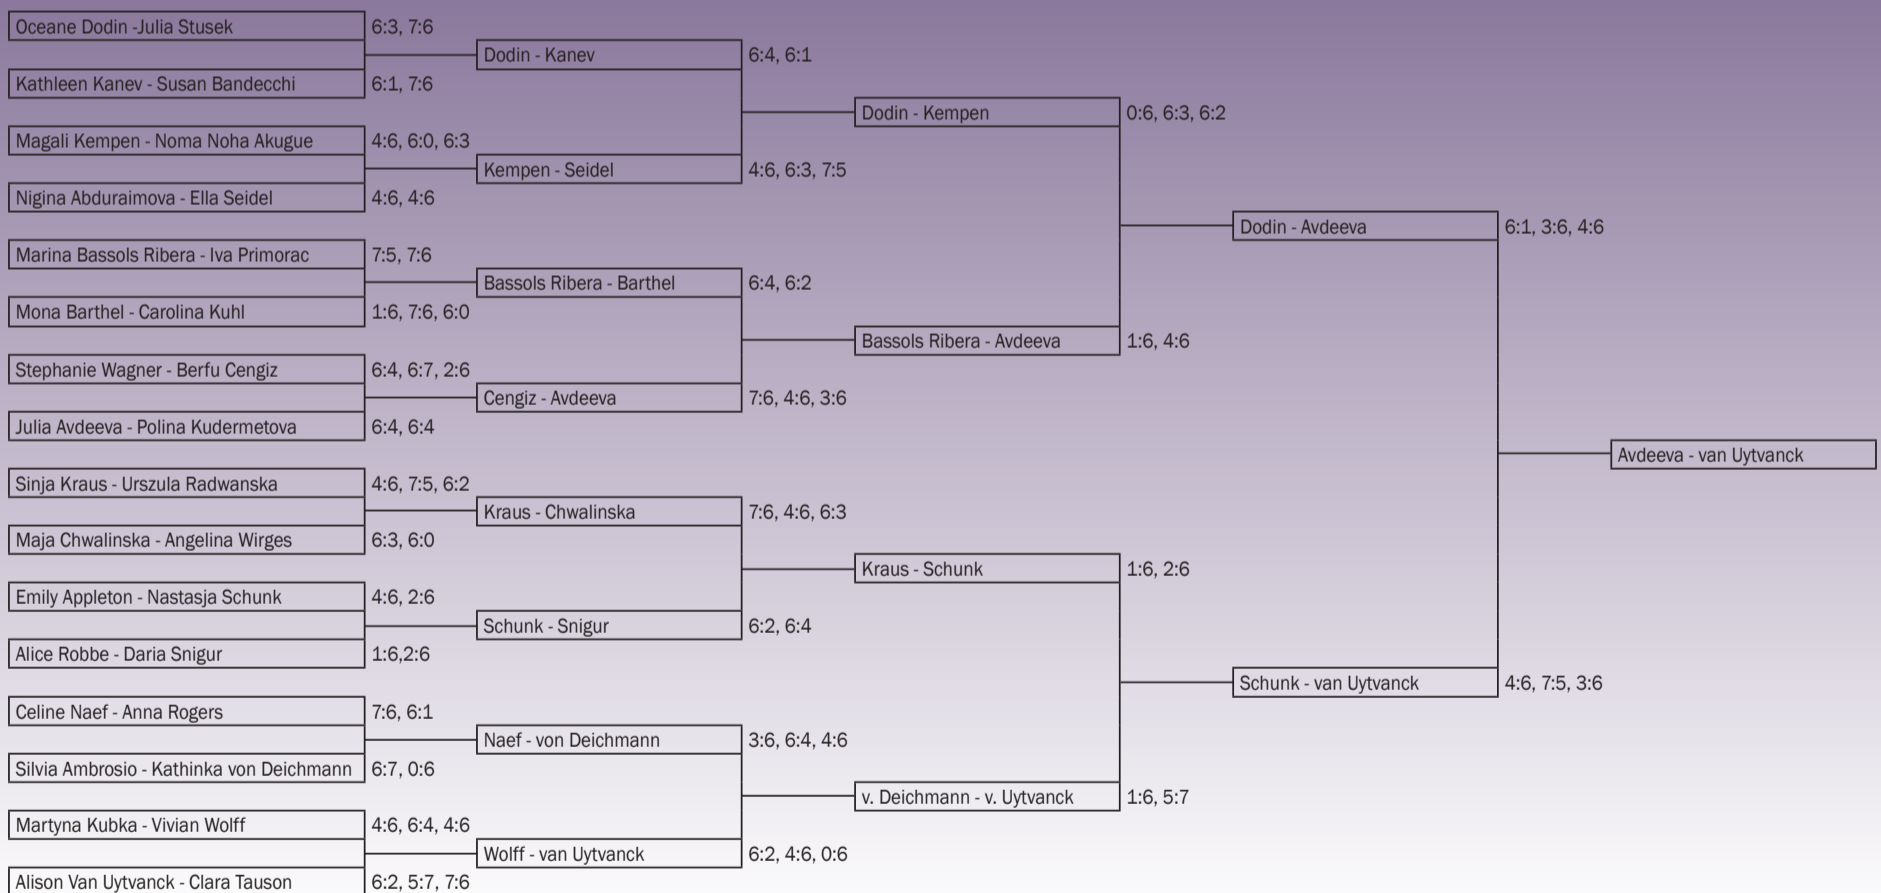 Oceane Dodin -Julia Stusek 6:3, 7:6
Dodin - Kanev 6:4, 6:1
Kathleen Kanev - Susan Bandecchi 6:1, 7:6
Dodin - Kempen 0:6, 6:3, 6:2
Magali Kempen - Noma Noha Akugue 4:6, 6:0, 6:3
Kempen - Seidel 4:6, 6:3, 7:5
Nigina Abduraimova - Ella Seidel 4:6, 4:6
Dodin - Avdeeva 6:1, 3:6, 4:6
Marina Bassols Ribera - Iva Primorac 7:5, 7:6
Bassols Ribera - Barthel 6:4, 6:2
Mona Barthel - Carolina Kuhl 1:6, 7:6, 6:0
Bassols Ribera - Avdeeva 1:6, 4:6
Stephanie Wagner - Berfu Cengiz 6:4, 6:7, 2:6
Cengiz - Avdeeva 7:6, 4:6, 3:6
Julia Avdeeva - Polina Kudermetova 6:4, 6:4
Avdeeva - van Uytvanck
Sinja Kraus - Urszula Radwanska 4:6, 7:5, 6:2
Kraus - Chwalinska 7:6, 4:6, 6:3
Maja Chwalinska - Angelina Wirges 6:3, 6:0
Kraus - Schunk 1:6, 2:6
Emily Appleton - Nastasja Schunk 4:6, 2:6
Schunk - Snigur 6:2, 6:4
Alice Robbe - Daria Snigur 1:6,2:6
Schunk - van Uytvanck 4:6, 7:5, 3:6
Celine Naef - Anna Rogers 7:6, 6:1
Naef - von Deichmann 3:6, 6:4, 4:6
Silvia Ambrosio - Kathinka von Deichmann 6:7, 0:6
v. Deichmann - v. Uytvanck 1:6, 5:7
Martyna Kubka - Vivian Wolff 4:6, 6:4, 4:6
Wolff - van Uytvanck 6:2, 4:6, 0:6
Alison Van Uytvanck - Clara Tauson 6:2, 5:7, 7:6